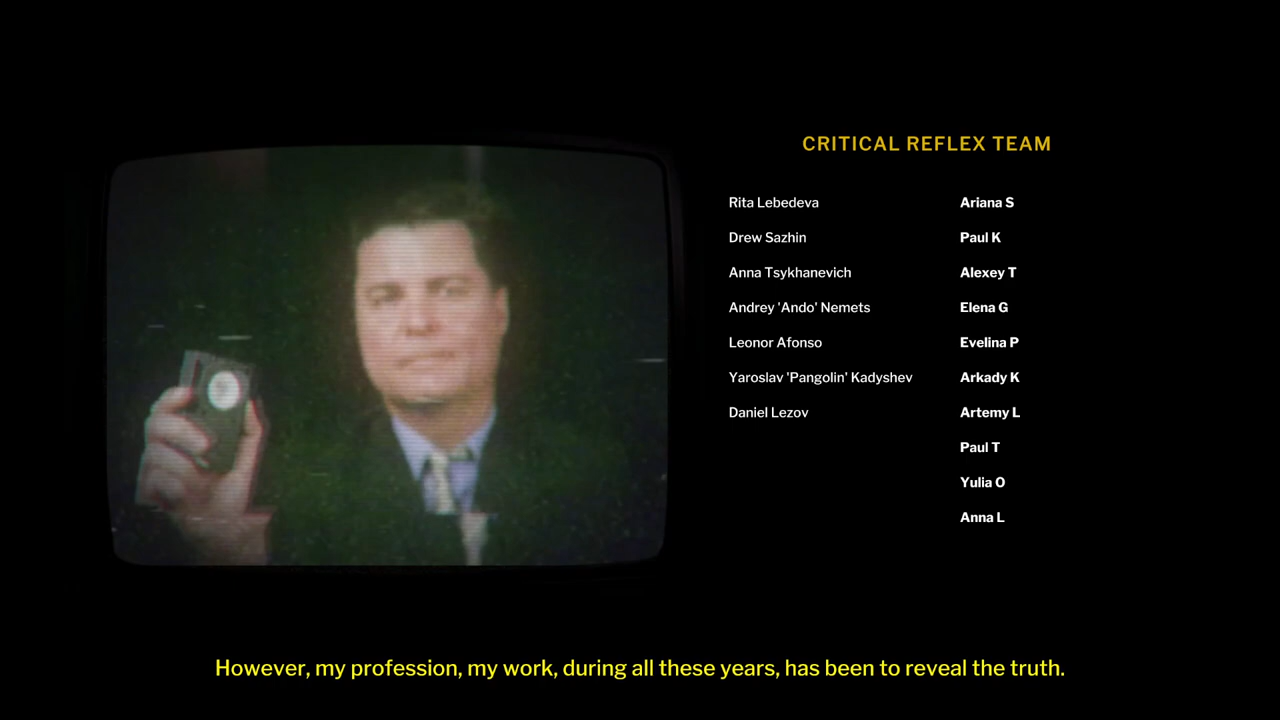 CRITICAL REFLEX TEAM
Rita Lebedeva
Drew Sazhin
Anna Tsykhanevich
Andrey 'Ando' Nemets
Leonor Afonso
Yaroslav 'Pangolin' Kadyshev
Daniel Lezov
Ariana S
Paul K
Alexey T
Elena G
Evelina P
Arkady K
Artemy L
Paul T
Yulia O
Anna L
However, my profession, my work, during all these years, has been to reveal the truth.